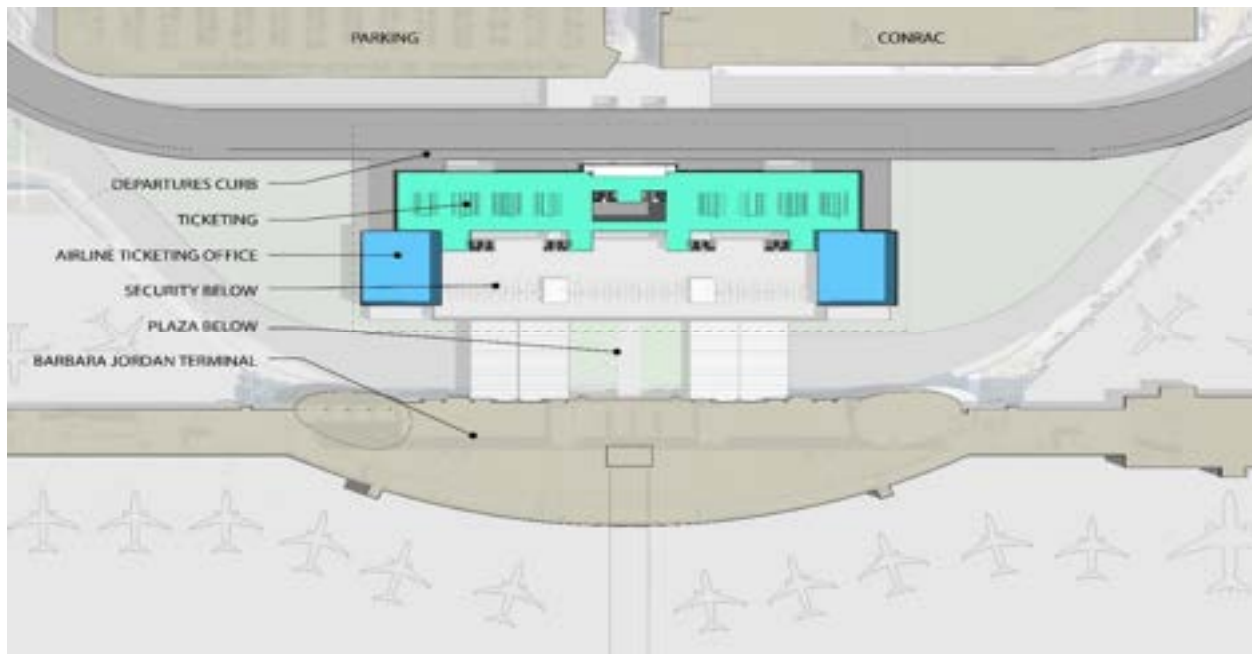 PARKING
CONRAC
DEPARTURES CURB
TICKETING
AIRLINE TICKETING OFFICE
SECURITY BELOW
PLAZA BELOW
BARBARA JORDAN TERMINAL